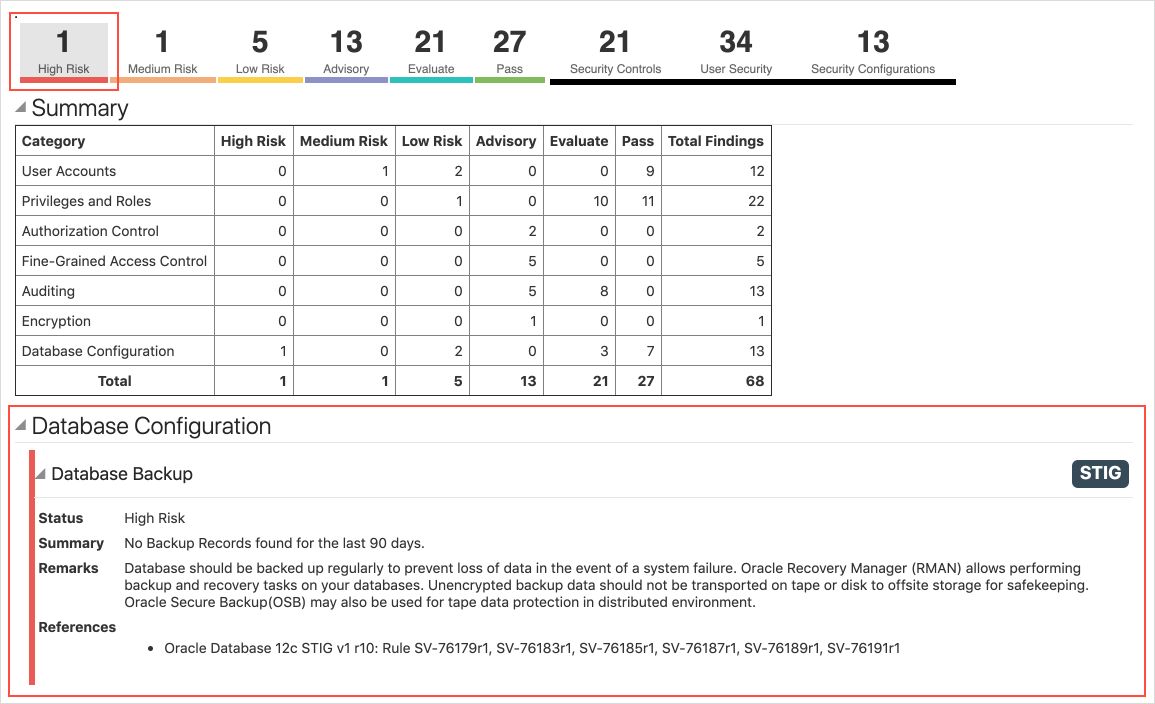 1 1 5 13 21 27 21 34 13
High Risk Medium Risk Low Risk Advisory Evaluate Pass Security Controls User Security Security Configurations
Summary
Category High Risk Medium Risk Low Risk Advisory Evaluate Pass Total Findings
User Accounts 0 1 2 0 0 9 12
Privileges and Roles 0 0 1 0 10 11 22
Authorization Control 0 0 0 2 0 0 2
Fine-Grained Access Control 0 0 0 5 0 0 5
Auditing 0 0 0 5 8 0 13
Encryption 0 0 0 1 0 0 1
Database Configuration 1 0 2 0 3 7 13
Total 1 1 5 13 21 27 68
Database Configuration
Database Backup STIG
Status High Risk
Summary No Backup Records found for the last 90 days.
Remarks Database should be backed up regularly to prevent loss of data in the event of a system failure. Oracle Recovery Manager (RMAN) allows performing
backup and recovery tasks on your databases. Unencrypted backup data should not be transported on tape or disk to offsite storage for safekeeping.
Oracle Secure Backup(OSB) may also be used for tape data protection in distributed environment.
References
• Oracle Database 12c STIG v1 r10: Rule SV-76179r1, SV-76183r1, SV-76185r1, SV-76187r1, SV-76189r1, SV-76191r1